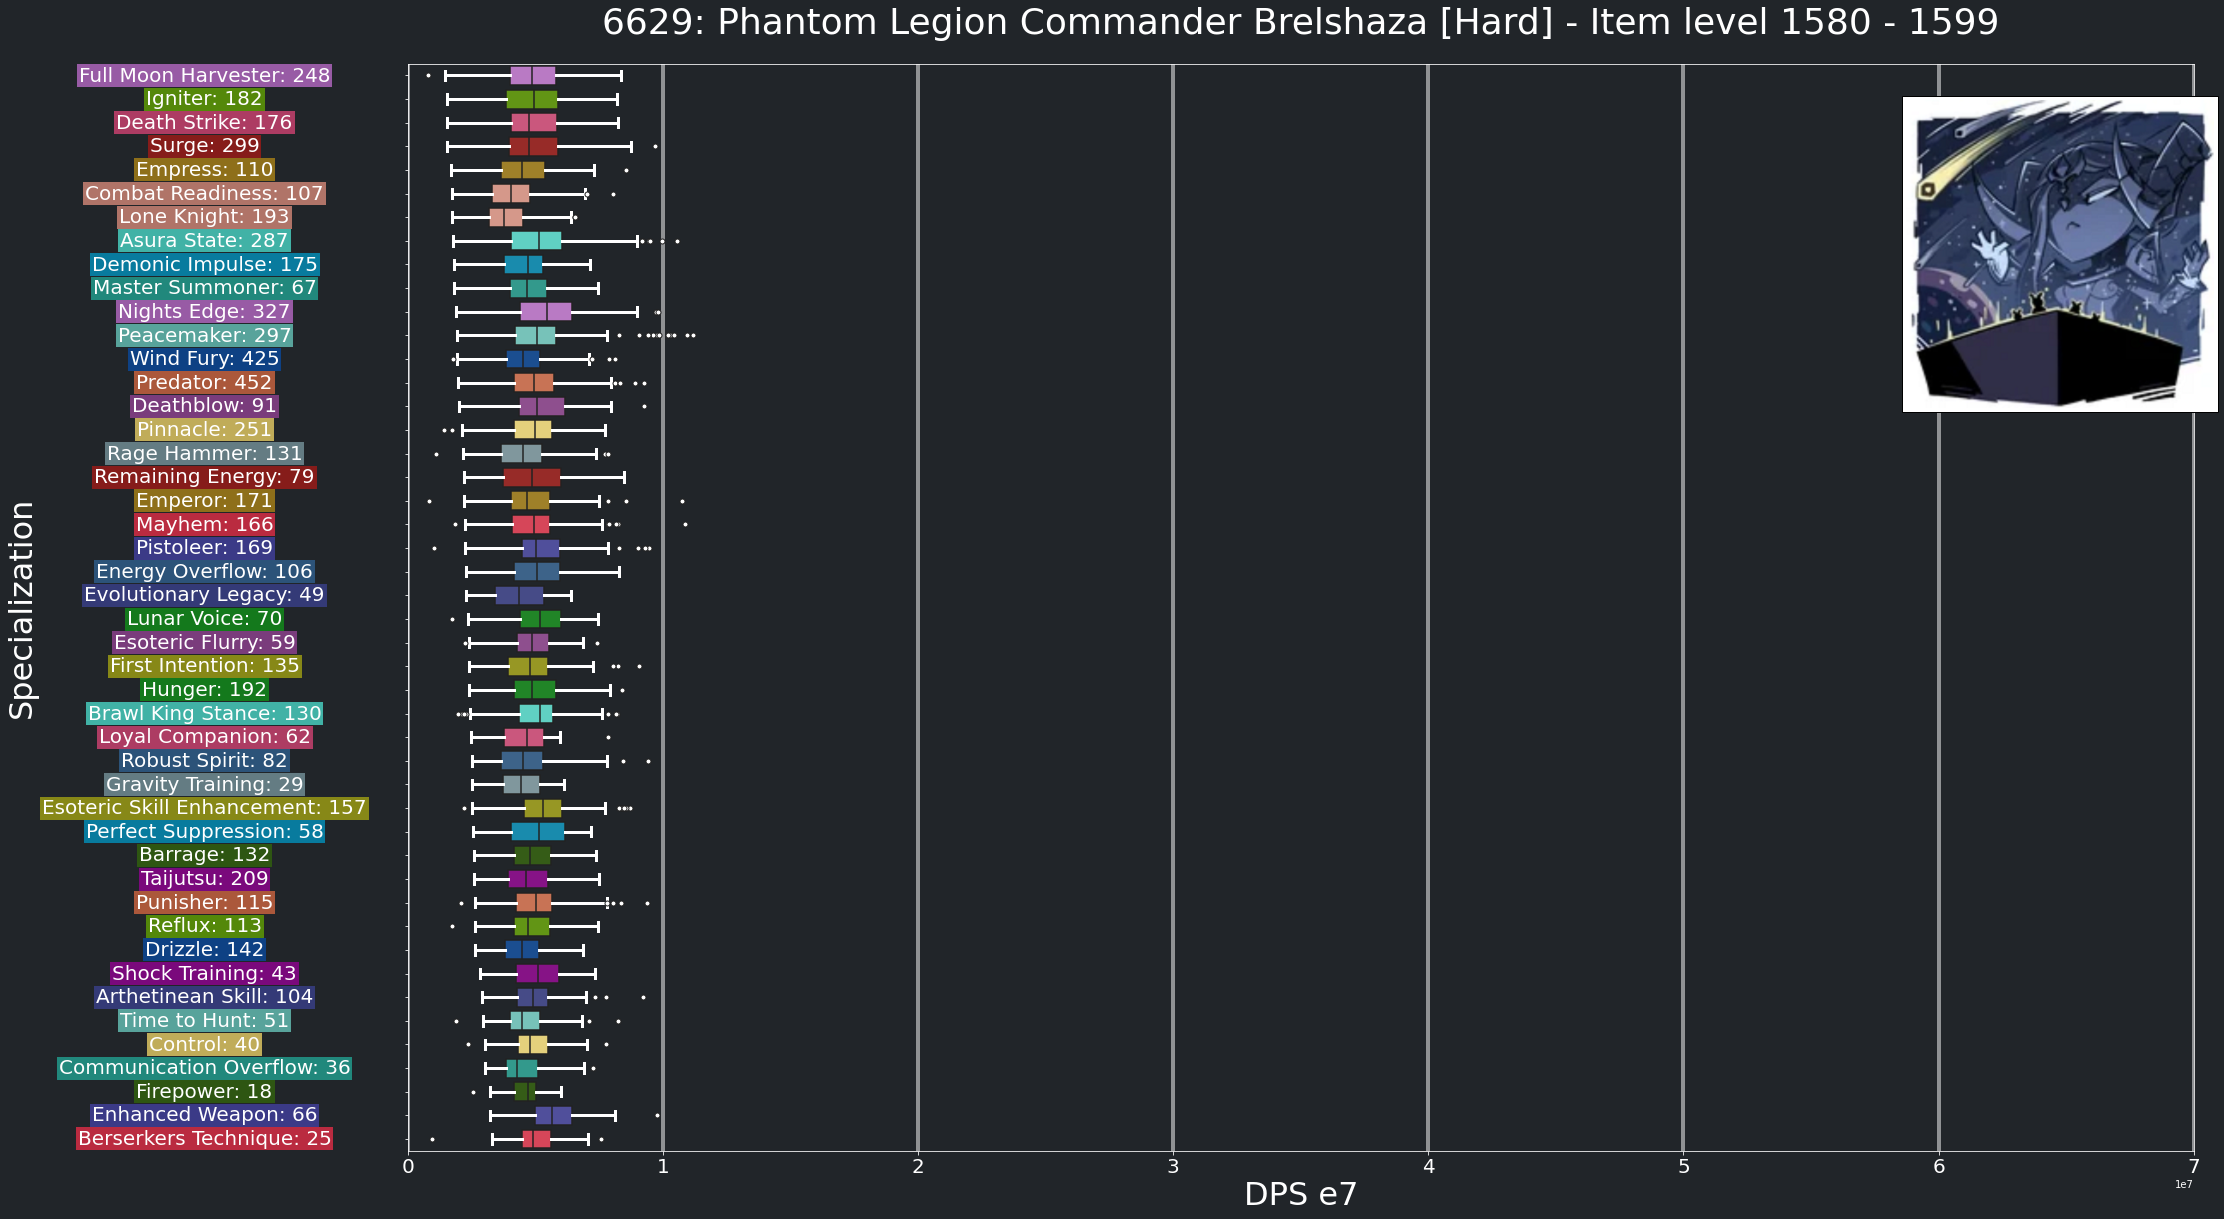 6629: Phantom Legion Commander Brelshaza [Hard] - Item level 1580 - 1599
Full Moon Harvester: 248
Igniter: 182
Death Strike: 176
Surge: 299
Empress: 110
Combat Readiness: 107
Lone Knight: 193
Asura State: 287
Demonic Impulse: 175
Master Summoner: 67
Nights Edge: 327
Peacemaker: 297
Wind Fury: 425
Predator: 452
Deathblow: 91
Pinnacle: 251
Rage Hammer: 131
Remaining Energy: 79
Emperor: 171
Mayhem: 166
Pistoleer: 169
Energy Overflow: 106
Evolutionary Legacy: 49
Lunar Voice: 70
Esoteric Flurry: 59
First Intention: 135
Hunger: 192
Brawl King Stance: 130
Loyal Companion: 62
Robust Spirit: 82
Gravity Training: 29
Esoteric Skill Enhancement: 157
Perfect Suppression: 58
Barrage: 132
Taijutsu: 209
Punisher: 115
Reflux: 113
Drizzle: 142
Shock Training: 43
Arthetinean Skill: 104
Time to Hunt: 51
Control: 40
Communication Overflow: 36
Firepower: 18
Enhanced Weapon: 66
Berserkers Technique: 25
Specialization
0 1 2 3 4 5 6 7
1e7
DPS e7